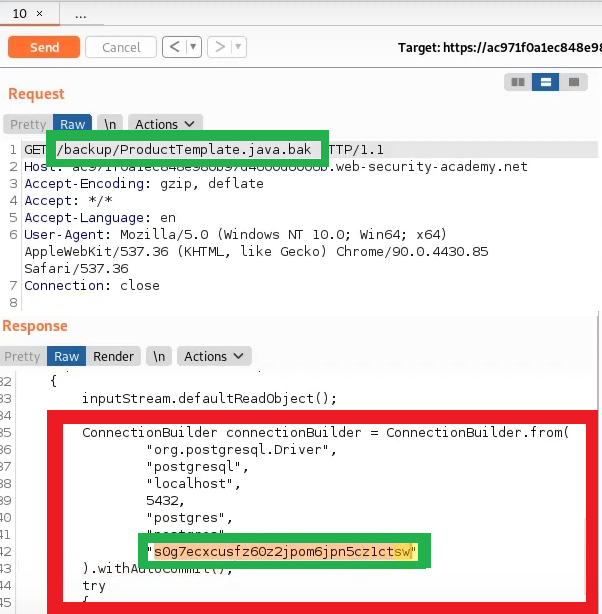 10 × ...
Send Cancel < ▾ > ▾ Target: https://ac971f0a1ec848e98
Request
Pretty Raw \n Actions
1 GET /backup/ProductTemplate.java.bak TTP/1.1
2 Host: .web-security-academy.net
3 Accept-Encoding: gzip, deflate
4 Accept: */*
5 Accept-Language: en
6 User-Agent: Mozilla/5.0 (Windows NT 10.0; Win64; x64)
AppleWebKit/537.36 (KHTML, like Gecko) Chrome/90.0.4430.85
Safari/537.36
7 Connection: close
8
Response
Pretty Raw Render \n Actions
32 {
33 inputStream.defaultReadObject();
34
35 ConnectionBuilder connectionBuilder = ConnectionBuilder.from(
36 "org.postgresql.Driver",
37 "postgresql",
38 "localhost",
39 5432,
40 "postgres",
41 "postgres",
42 "s0g7ecxcusfz60z2jpom6jpn5cz1ctsw"
43 ).withAutoCommit();
44 try
45 {